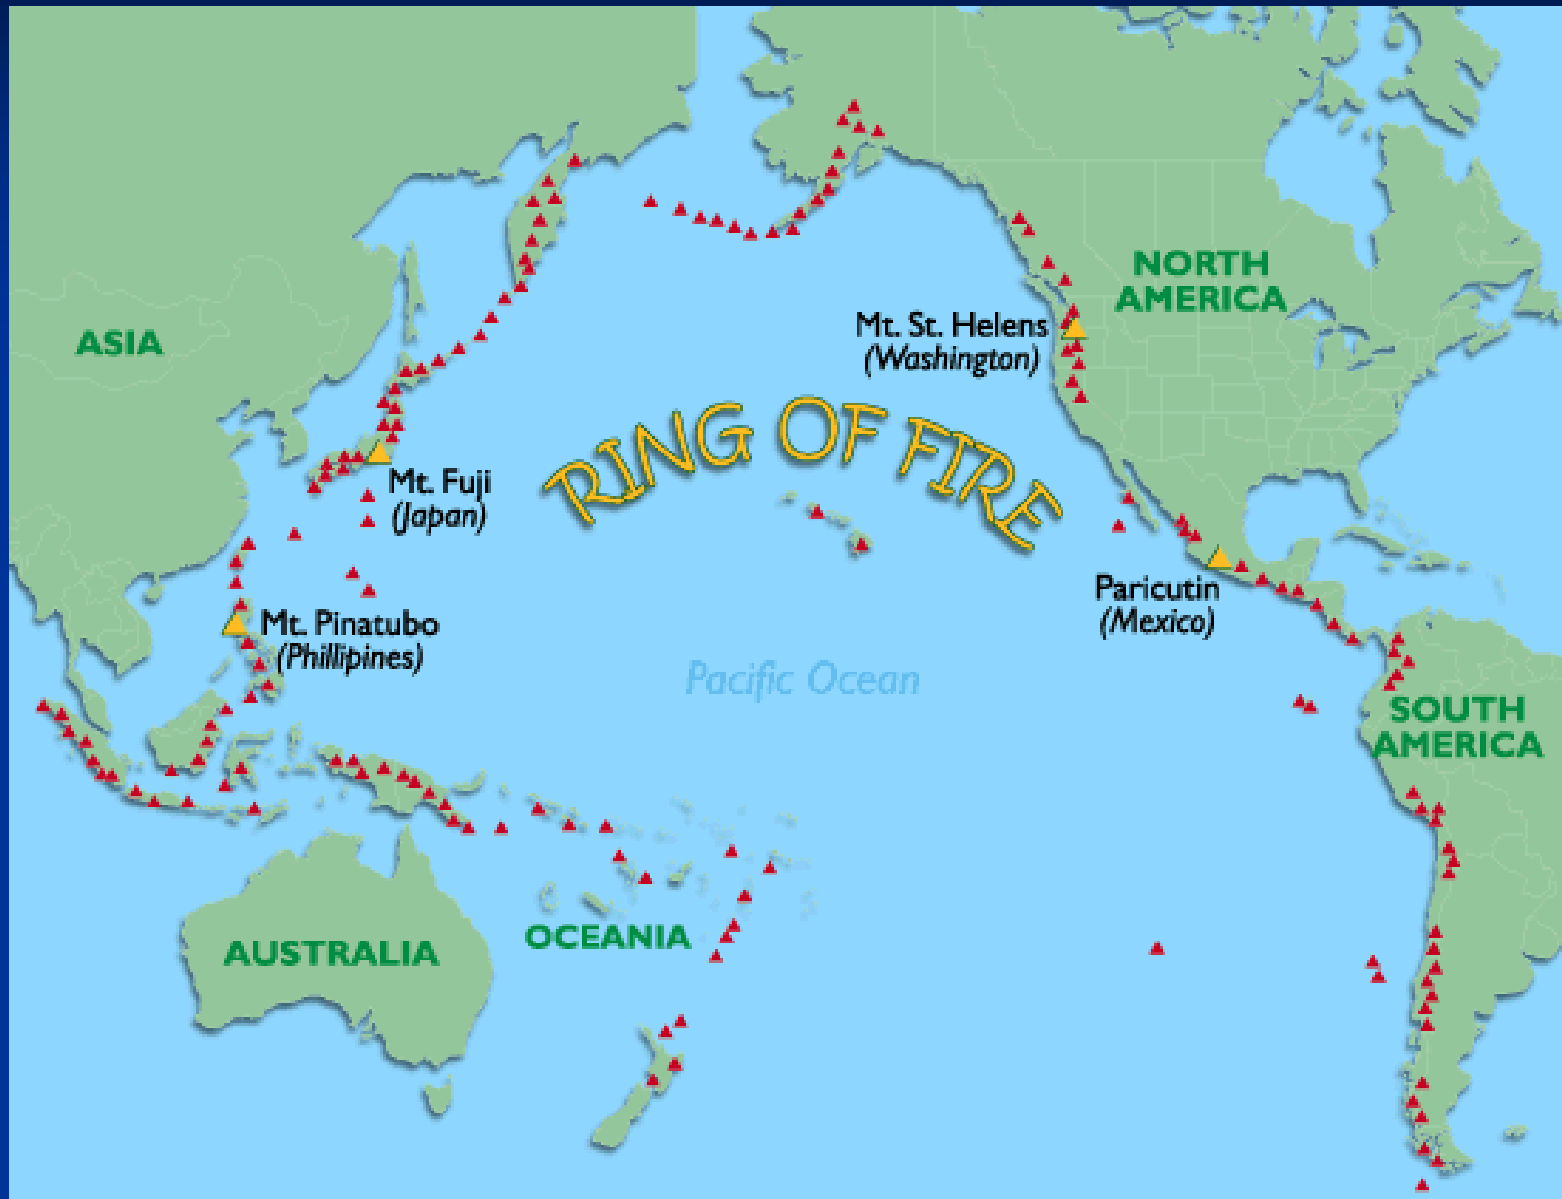 NORTH
AMERICA
ASIA
Mt. St. Helens
(Washington)
RING OF FIRE
Mt. Fuji
(Japan)
Paricutin
(Mexico)
Mt. Pinatubo
(Phillipines)
Pacific Ocean
SOUTH
AMERICA
OCEANIA
AUSTRALIA